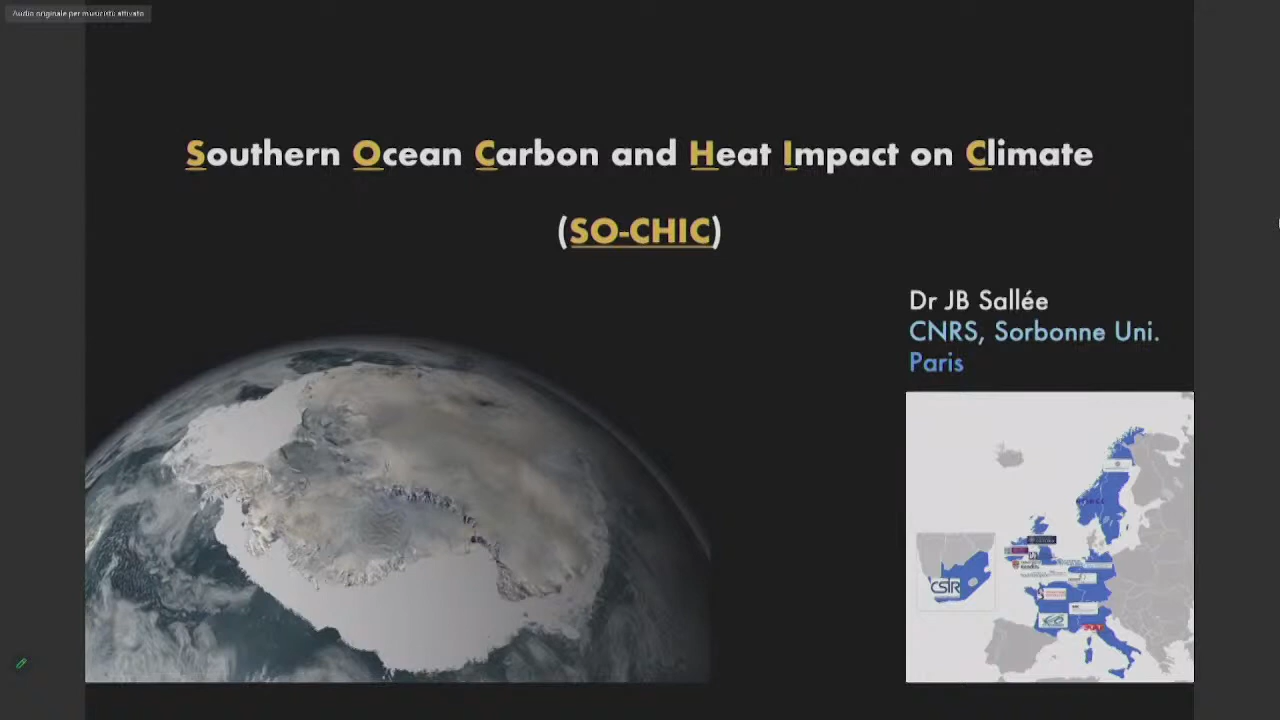 Audio originale per musicisto attivato
Southern Ocean Carbon and Heat Impact on Climate
(SO-CHIC)
Dr JB Sallée
CNRS, Sorbonne Uni.
Paris
CSIR